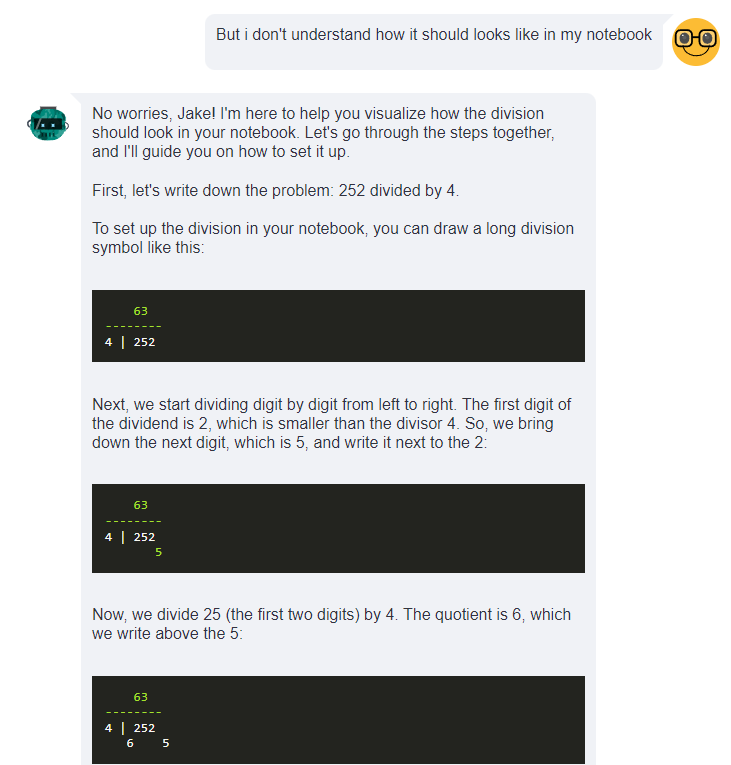 But i don't understand how it should looks like in my notebook
No worries, Jake! I'm here to help you visualize how the division
should look in your notebook. Let's go through the steps together,
and I'll guide you on how to set it up.
First, let's write down the problem: 252 divided by 4.
To set up the division in your notebook, you can draw a long division
symbol like this:
63
--------
4 | 252
Next, we start dividing digit by digit from left to right. The first digit of
the dividend is 2, which is smaller than the divisor 4. So, we bring
down the next digit, which is 5, and write it next to the 2:
63
--------
4 | 252
5
Now, we divide 25 (the first two digits) by 4. The quotient is 6, which
we write above the 5:
63
--------
4 | 252
6    5